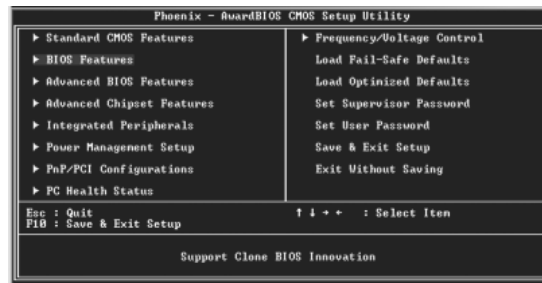 Phoenix - AwardBIOS CMOS Setup Utility
▶ Standard CMOS Features
▶ BIOS Features
▶ Advanced BIOS Features
▶ Advanced Chipset Features
▶ Integrated Peripherals
▶ Power Management Setup
▶ PnP/PCI Configurations
▶ PC Health Status
▶ Frequency/Voltage Control
Load Fail-Safe Defaults
Load Optimized Defaults
Set Supervisor Password
Set User Password
Save & Exit Setup
Exit Without Saving
Esc : Quit
F10 : Save & Exit Setup
↑ ↓ → ← : Select Item
Support Clone BIOS Innovation